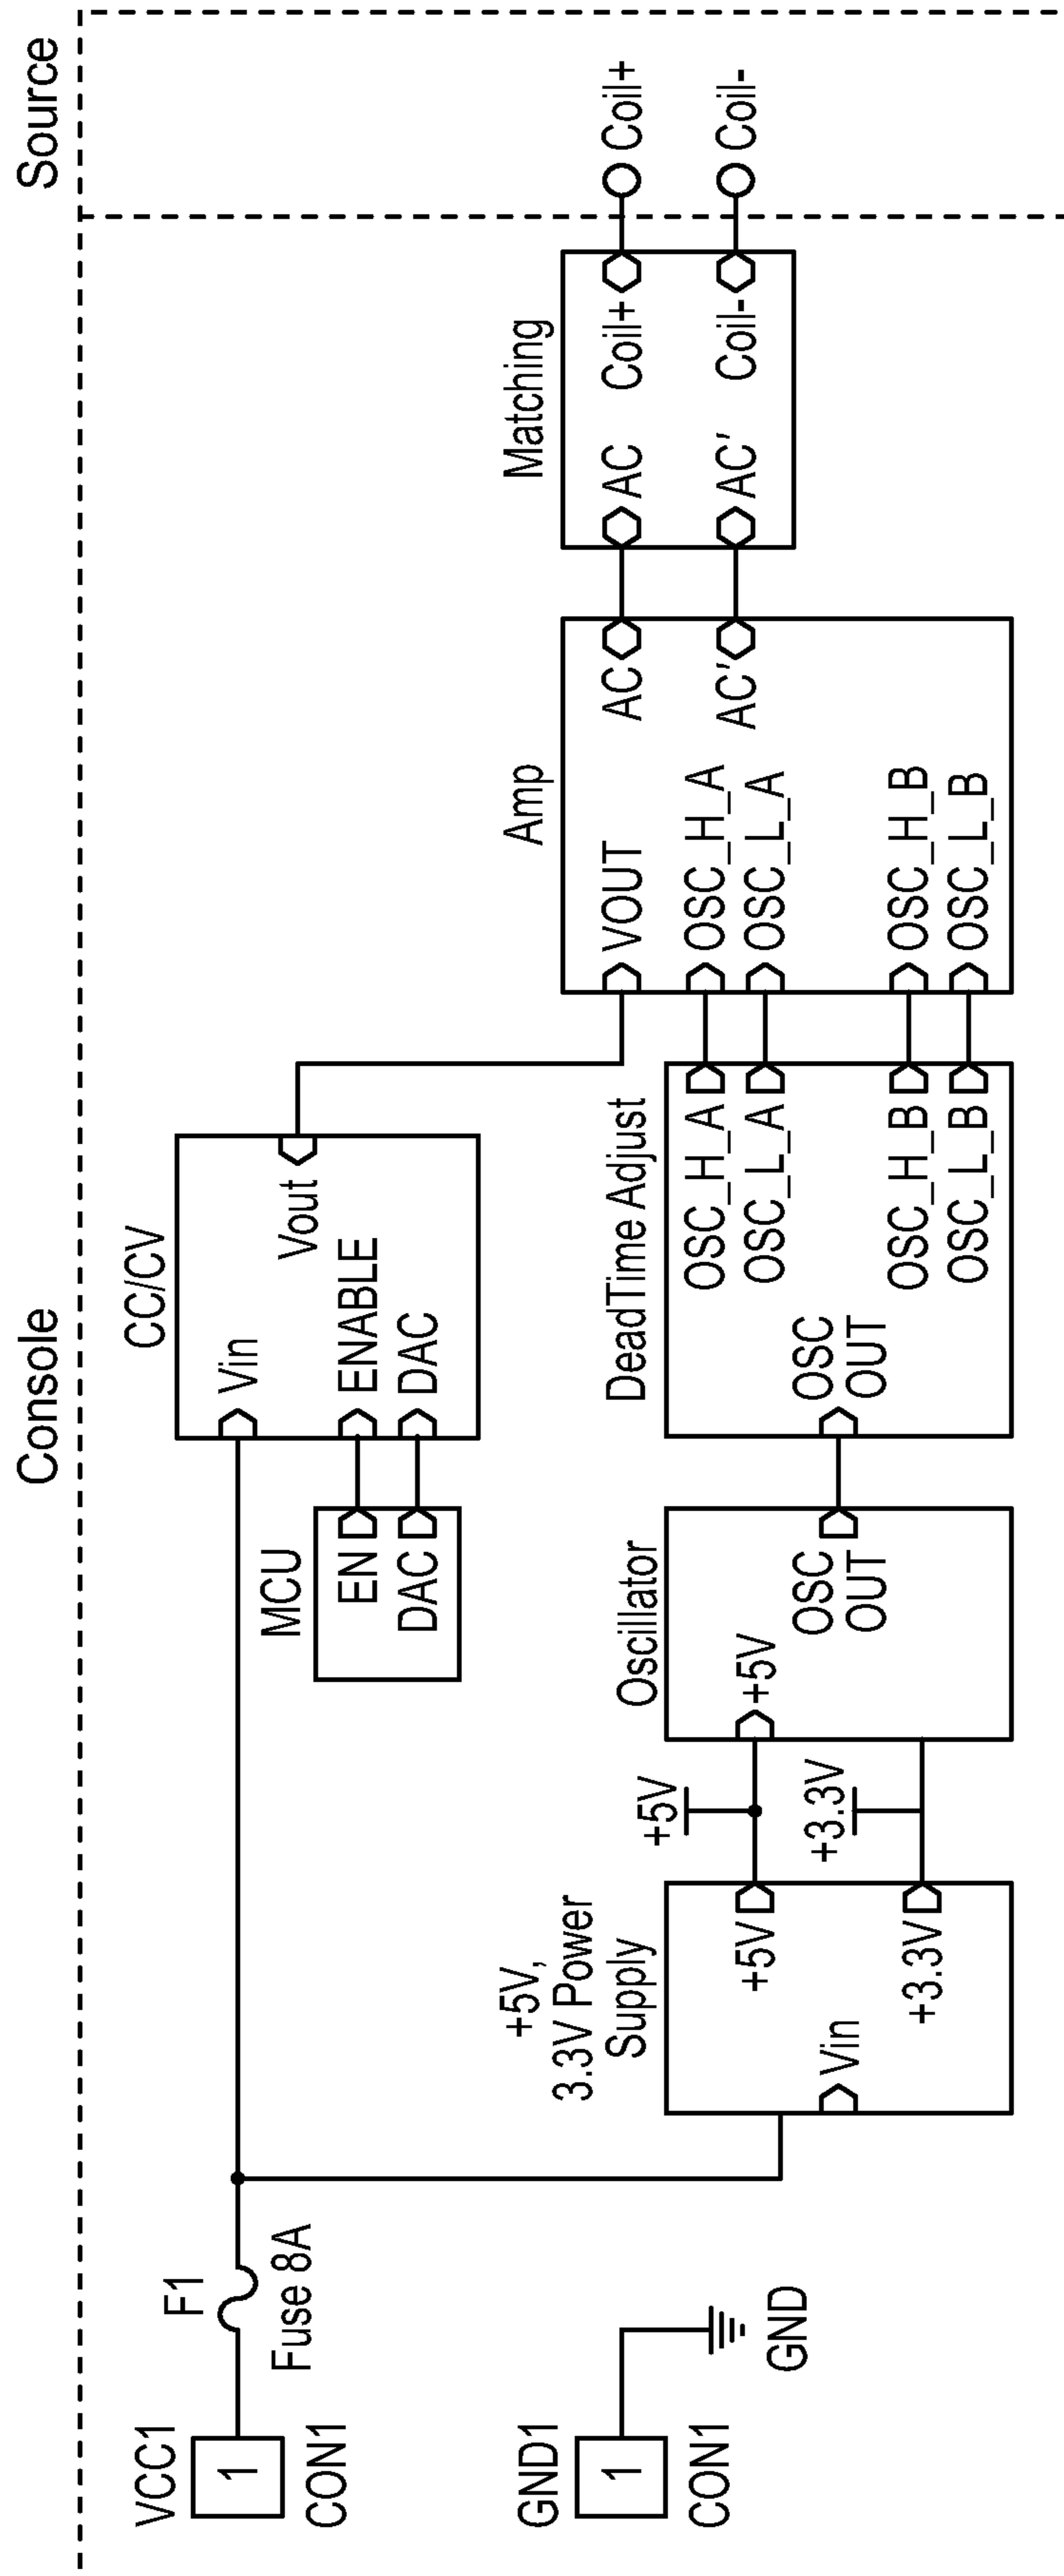 Console
Source
VCC1
1
CON1
F1
Fuse 8A
GND1
1
CON1
GND
CC/CV
Vin
Vout
ENABLE
DAC
MCU
EN
DAC
+5V,
3.3V Power
Supply
Vin
+5V
+3.3V
+5V
+3.3V
Oscillator
+5V
OSC
OUT
DeadTime Adjust
OSC
OUT
OSC_H_A
OSC_L_A
OSC_H_B
OSC_L_B
Amp
VOUT
OSC_H_A
OSC_L_A
OSC_H_B
OSC_L_B
AC
AC'
Matching
AC
Coil+
AC'
Coil-
Coil+
Coil-